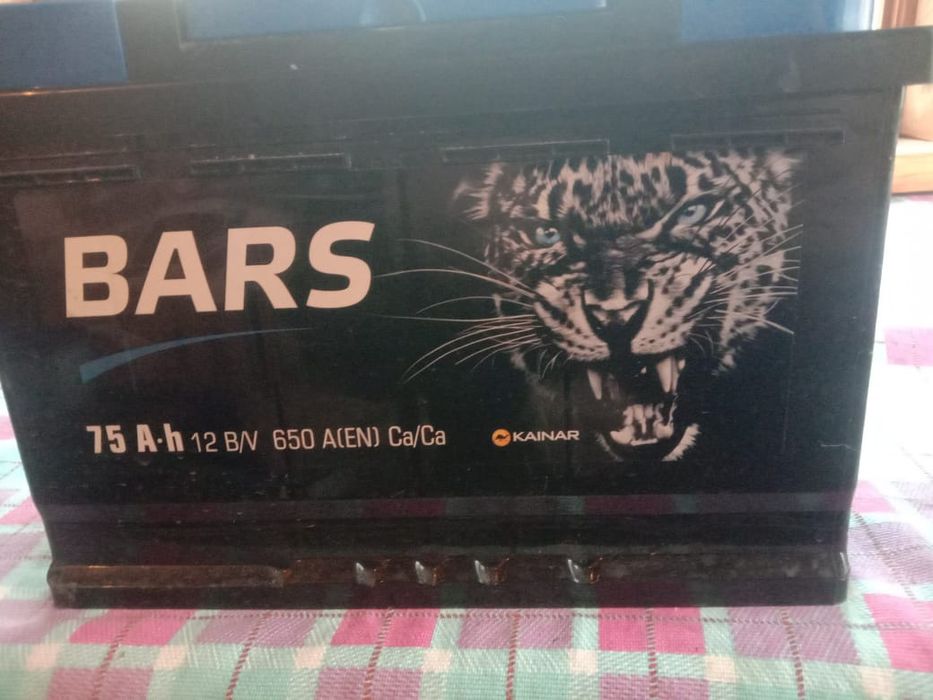 BARS
75 A·h 12 B/V 650 A(EN) Ca/Ca
KAINAR